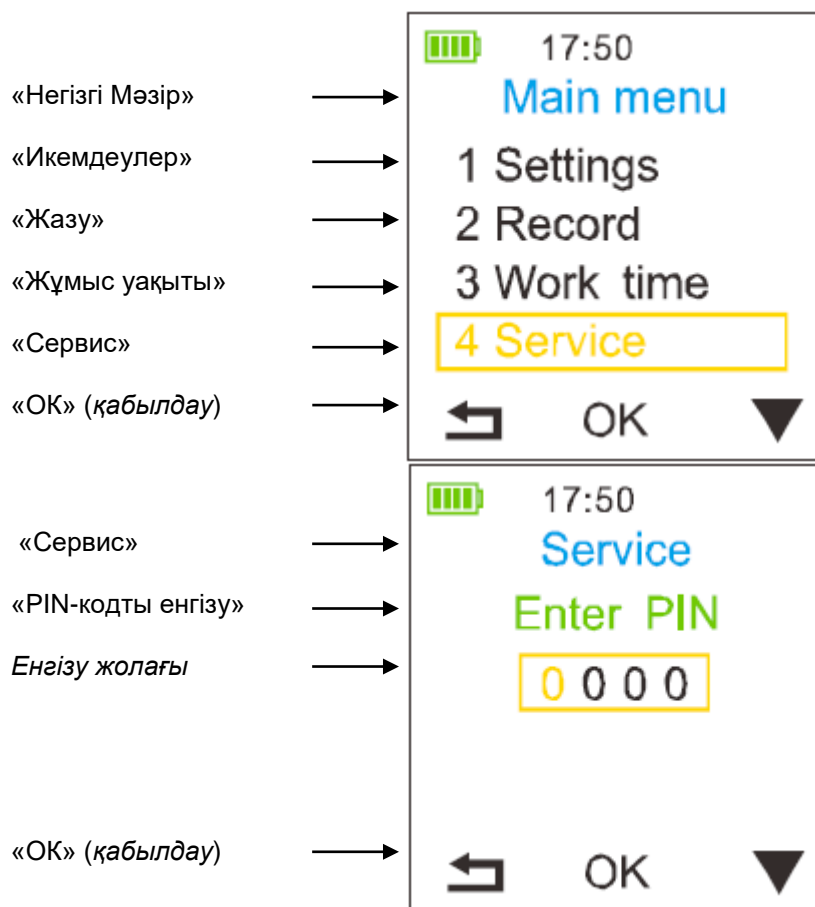 17:50
«Негізгі Мәзір» Main menu
«Икемдеулер» 1 Settings
«Жазу» 2 Record
«Жұмыс уақыты» 3 Work time
«Сервис» 4 Service
«ОК» (қабылдау) OK
17:50
«Сервис» Service
«PIN-кодты енгізу» Enter PIN
Енгізу жолағы 0 0 0 0
«ОК» (қабылдау) OK